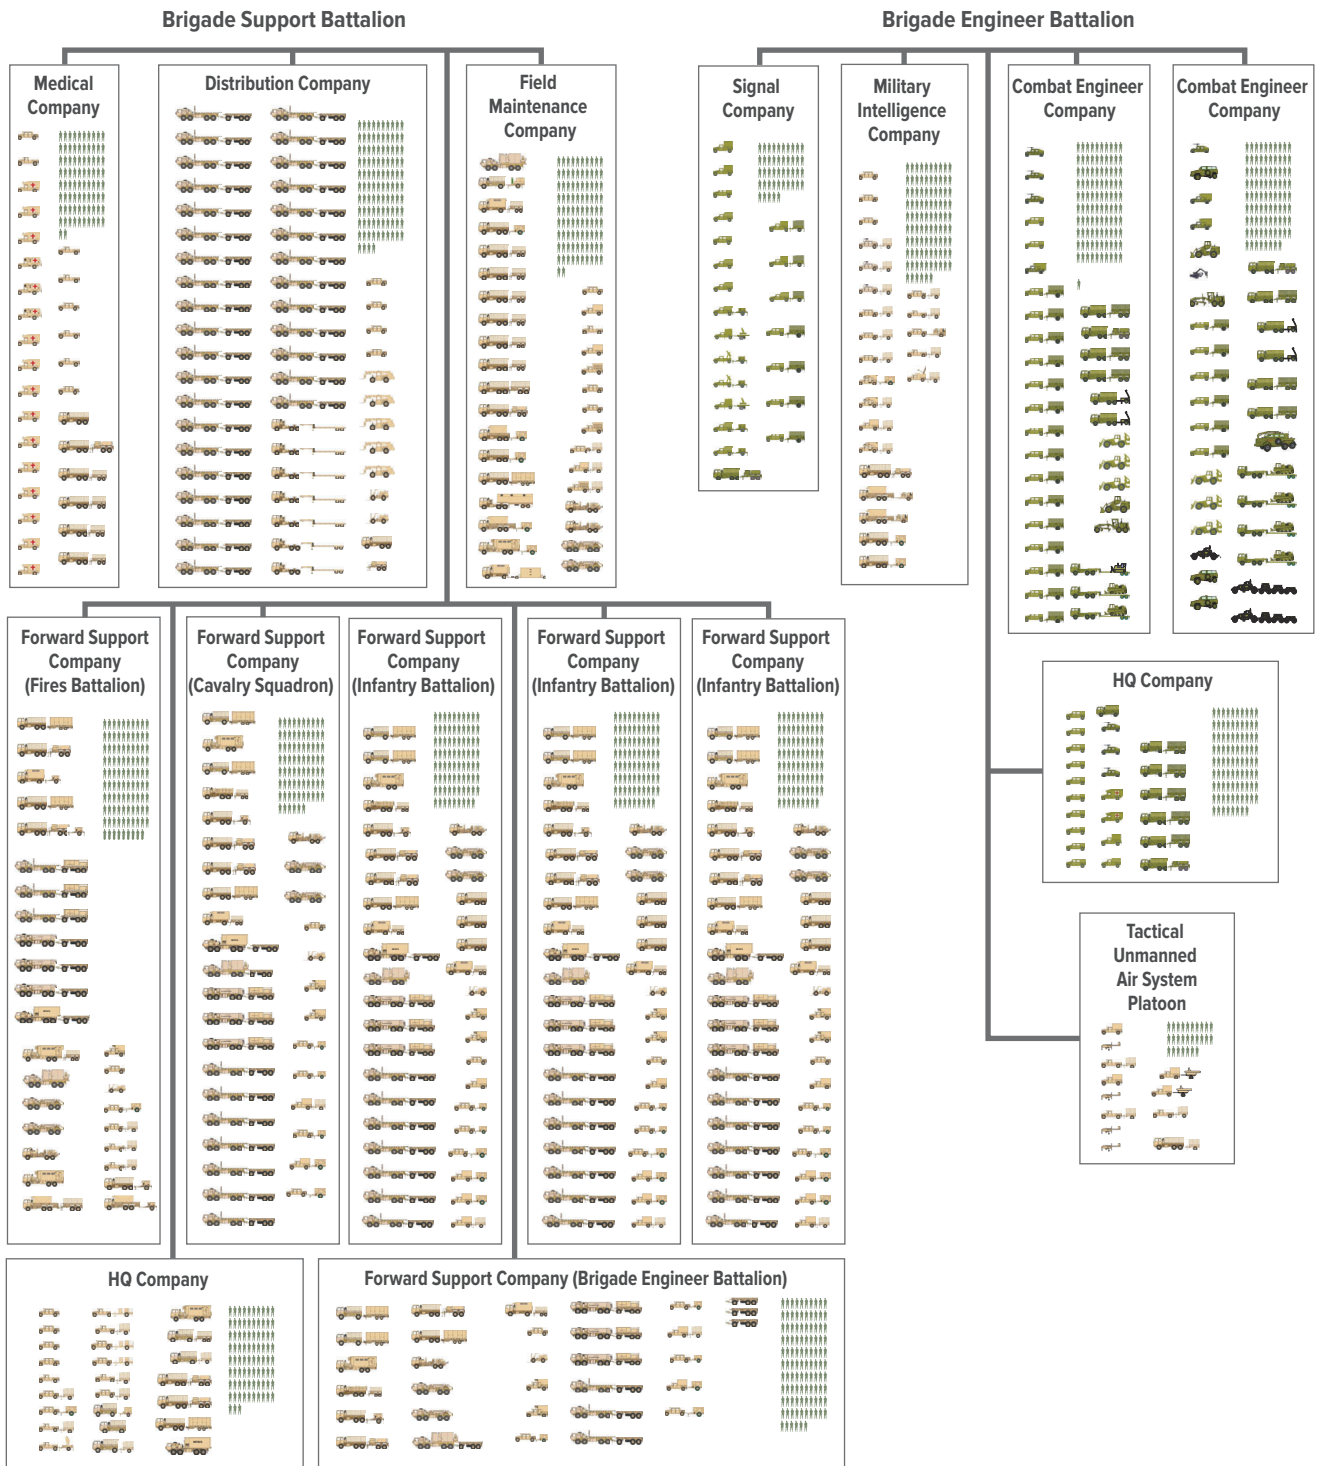 Brigade Support Battalion
Brigade Engineer Battalion
Medical
Company
Distribution Company
Field
Maintenance
Company
Signal
Company
Military
Intelligence
Company
Combat Engineer
Company
Combat Engineer
Company
Forward Support
Company
(Fires Battalion)
Forward Support
Company
(Cavalry Squadron)
Forward Support
Company
(Infantry Battalion)
Forward Support
Company
(Infantry Battalion)
Forward Support
Company
(Infantry Battalion)
HQ Company
Tactical
Unmanned
Air System
Platoon
HQ Company
Forward Support Company (Brigade Engineer Battalion)